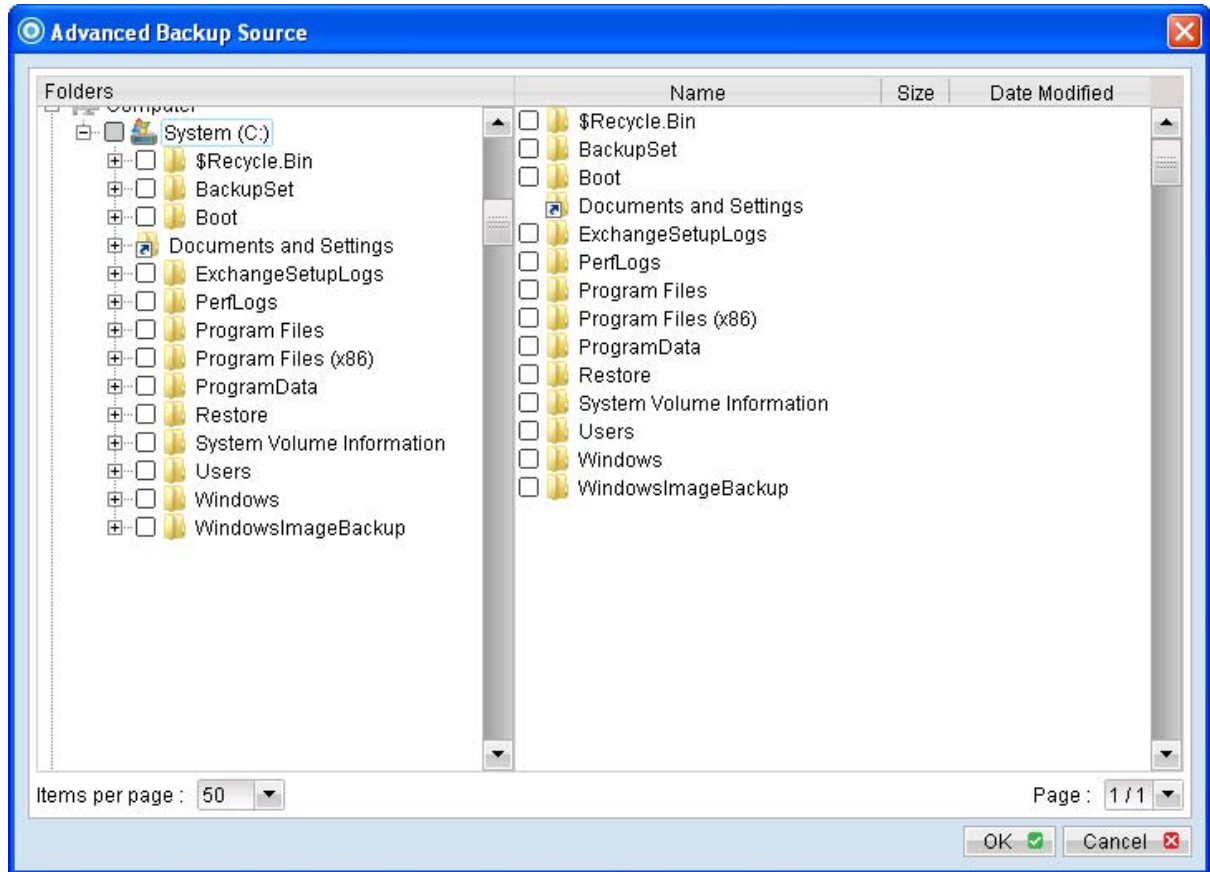 Advanced Backup Source
Folders
Computer
System (C:)
$Recycle.Bin
BackupSet
Boot
Documents and Settings
ExchangeSetupLogs
PerfLogs
Program Files
Program Files (x86)
ProgramData
Restore
System Volume Information
Users
Windows
WindowsImageBackup
Name Size Date Modified
$Recycle.Bin
BackupSet
Boot
Documents and Settings
ExchangeSetupLogs
PerfLogs
Program Files
Program Files (x86)
ProgramData
Restore
System Volume Information
Users
Windows
WindowsImageBackup
Items per page : 50
Page : 1 / 1
OK Cancel